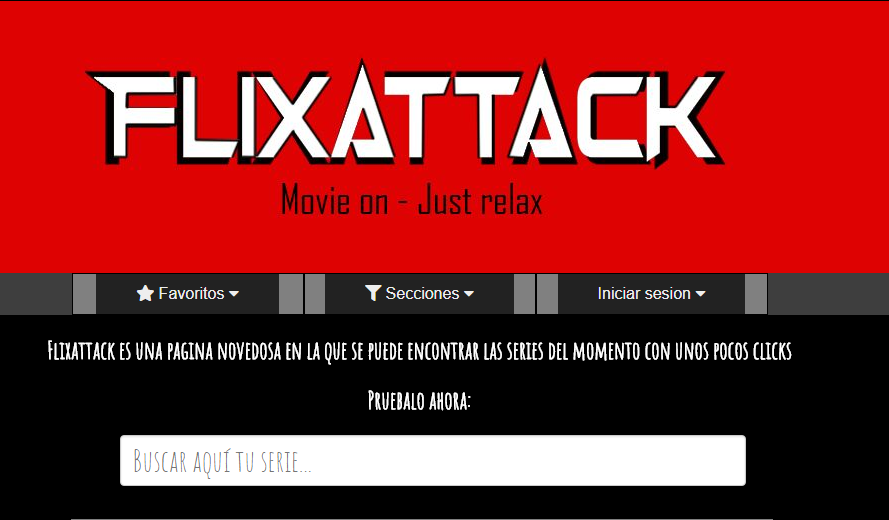 FLIXATTACK
Movie on - Just relax
Favoritos Secciones Iniciar sesion
Flixattack es una pagina novedosa en la que se puede encontrar las series del momento con unos pocos clicks
Pruebalo ahora:
Buscar aquí tu serie...